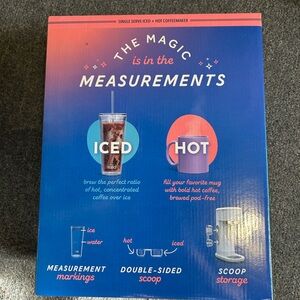 SINGLE SERVE ICED + HOT COFFEEMAKER
THE MAGIC
is in the
MEASUREMENTS
ICED
HOT
brew the perfect ratio
of hot, concentrated
coffee over ice
fill your favorite mug
with bold hot coffee,
brewed pod-free
ice
water
hot
iced
MEASUREMENT
markings
DOUBLE-SIDED
scoop
SCOOP
storage